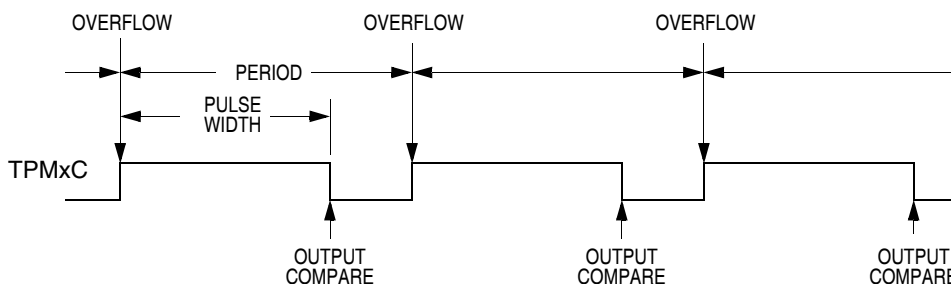 OVERFLOW OVERFLOW OVERFLOW
PERIOD
PULSE
WIDTH
TPMxC
OUTPUT
COMPARE
OUTPUT
COMPARE
OUTPUT
COMPARE